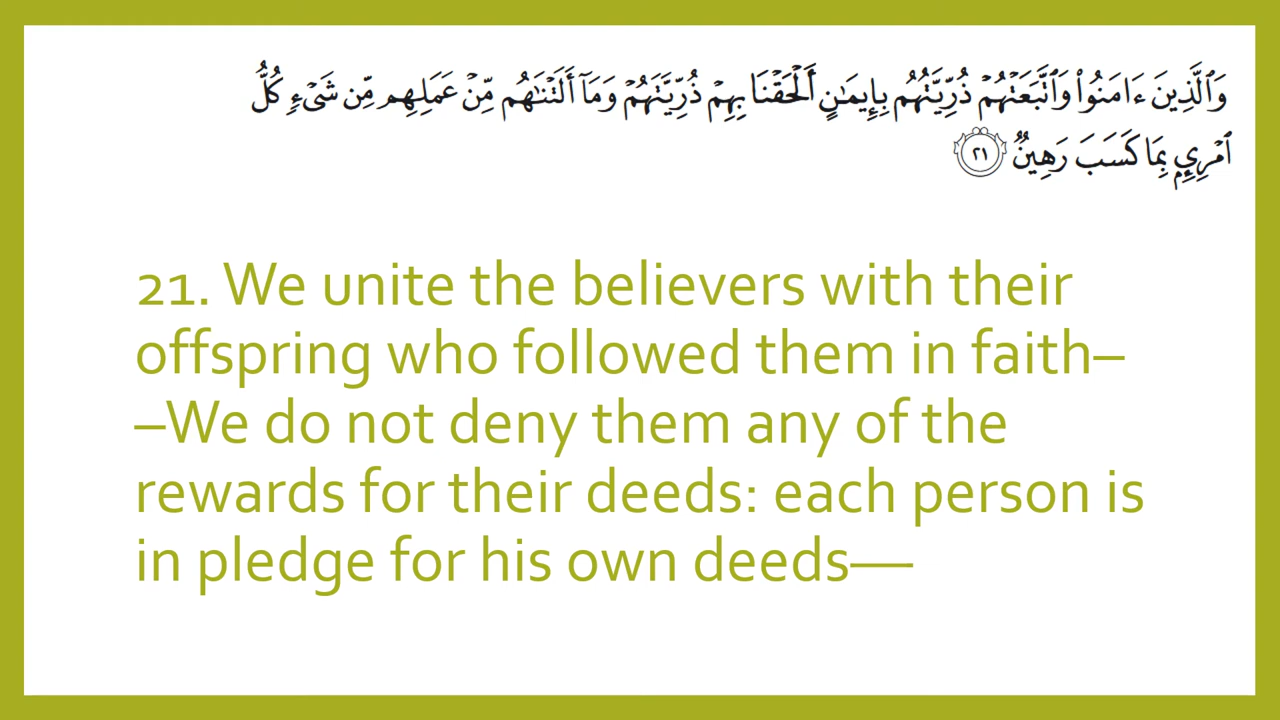 وَٱلَّذِينَ ءَامَنُوا۟ وَٱتَّبَعَتْهُمْ ذُرِّيَّتُهُم بِإِيمَـٰنٍ أَلْحَقْنَا بِهِمْ ذُرِّيَّتَهُمْ وَمَآ أَلَتْنَـٰهُم مِّنْ عَمَلِهِم مِّن شَىْءٍ كُلُّ
ٱمْرِئٍۭ بِمَا كَسَبَ رَهِينٌ ٢١
21. We unite the believers with their
offspring who followed them in faith–
–We do not deny them any of the
rewards for their deeds: each person is
in pledge for his own deeds—